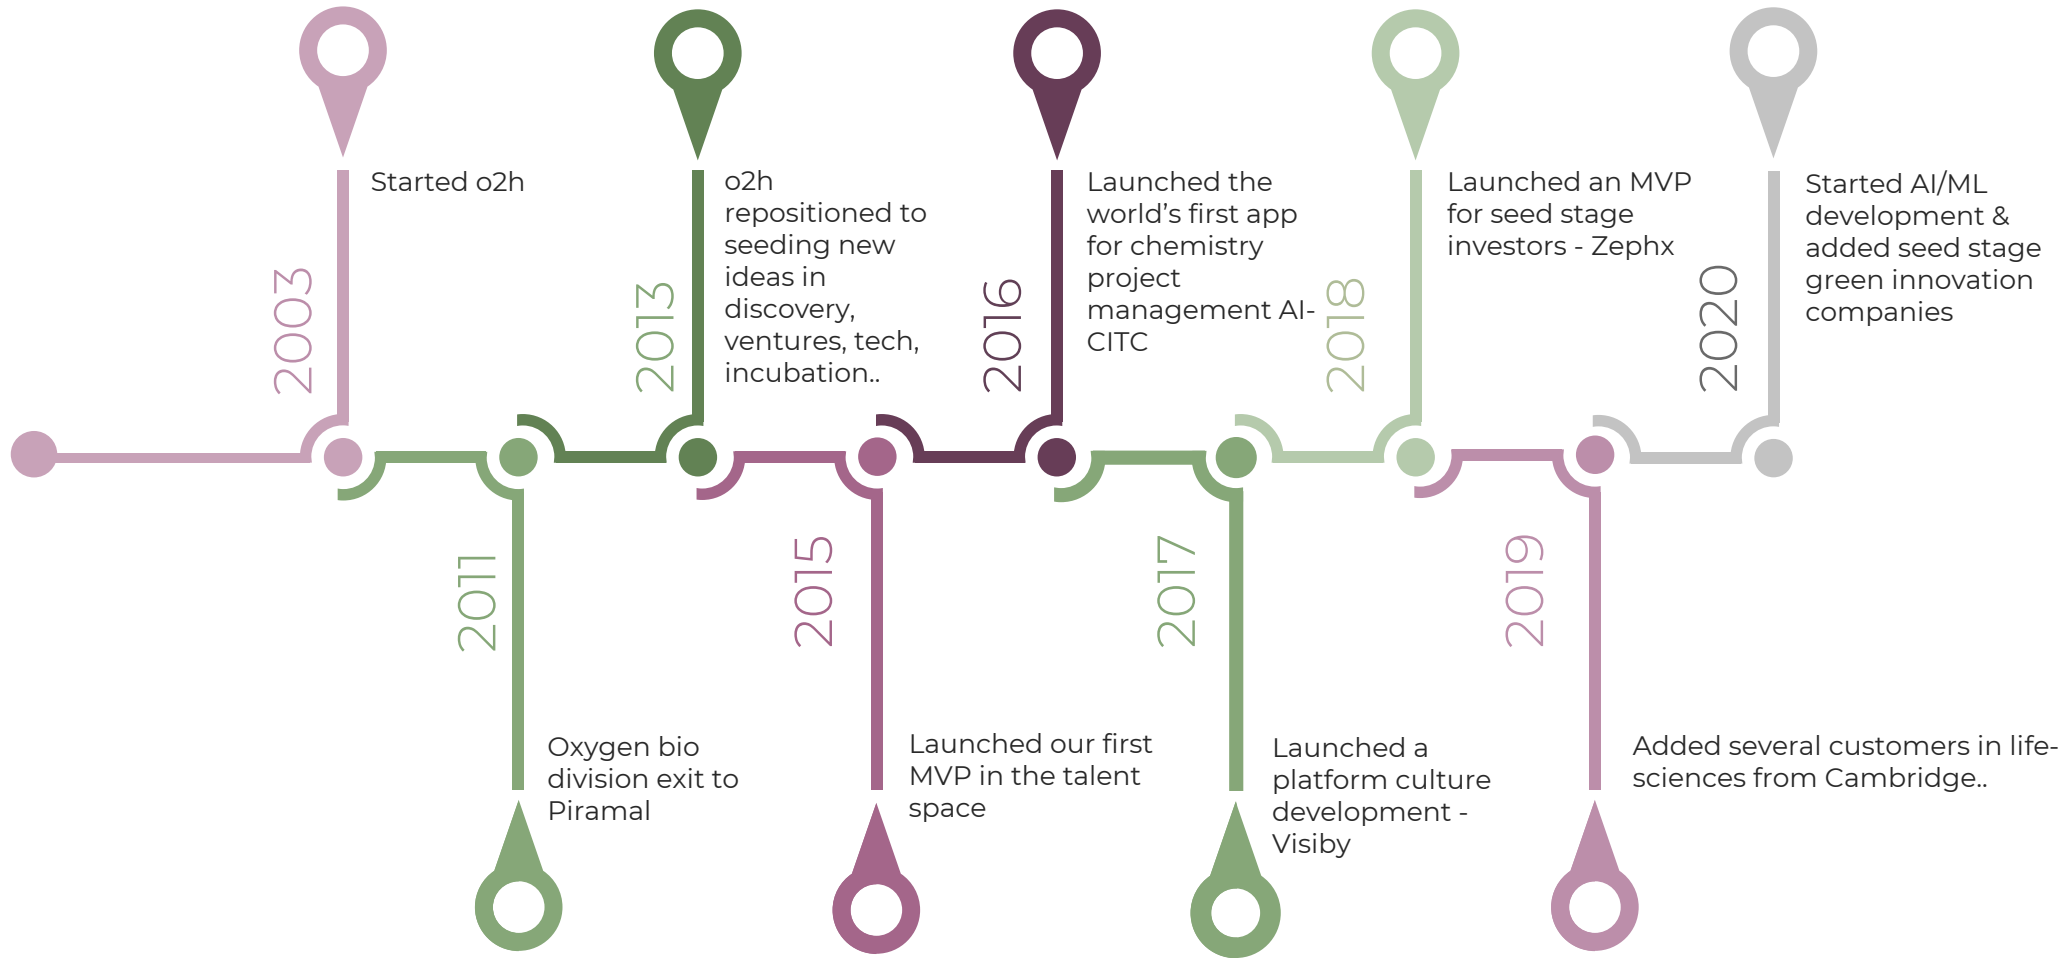 2003
Started o2h
2011
Oxygen bio
division exit to
Piramal
2013
o2h
repositioned to
seeding new
ideas in
discovery,
ventures, tech,
incubation..
2015
Launched our first
MVP in the talent
space
2016
Launched the
world’s first app
for chemistry
project
management AI-
CITC
2017
Launched a
platform culture
development -
Visiby
2018
Launched an MVP
for seed stage
investors - Zephx
2019
Added several customers in life-
sciences from Cambridge..
2020
Started AI/ML
development &
added seed stage
green innovation
companies